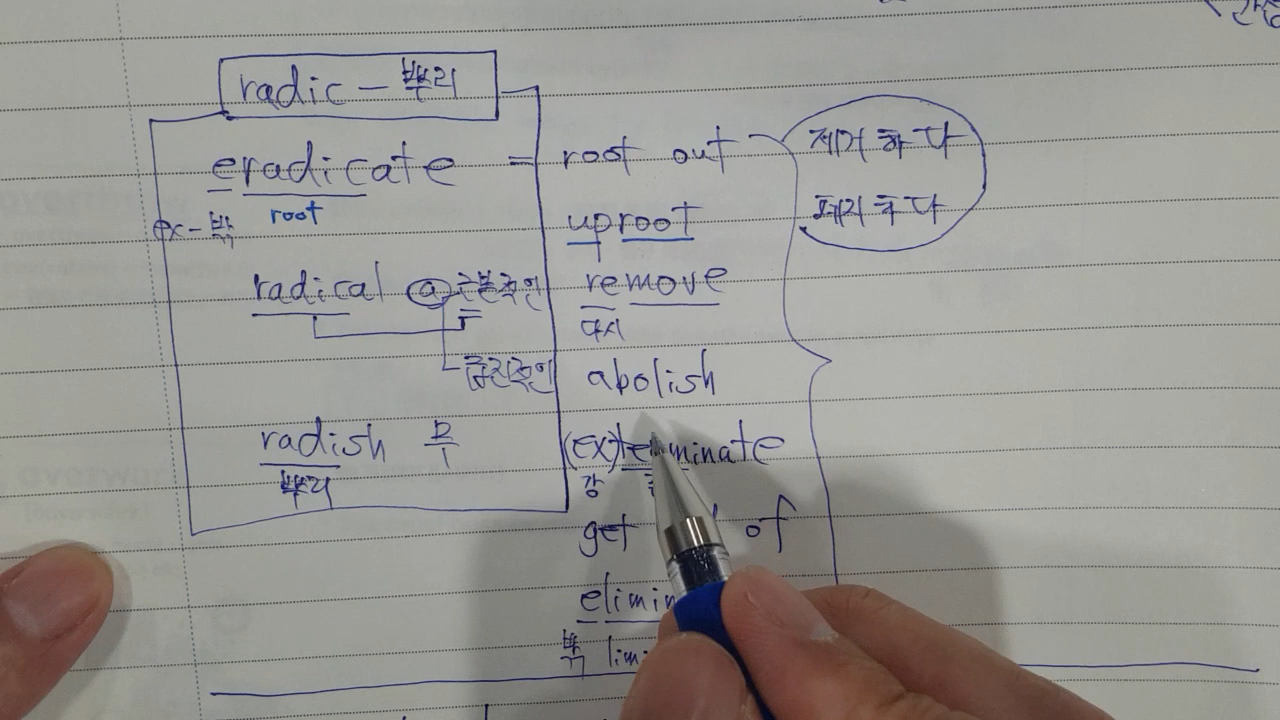 radic - 뿌리
eradicate = root out 제거하다
ex-밖 root
uproot 폐지하다
radical ⓐ 근본적인 remove
다시
급진적인 abolish
radish 무 (ex)terminate
뿌리 강
get of
밖